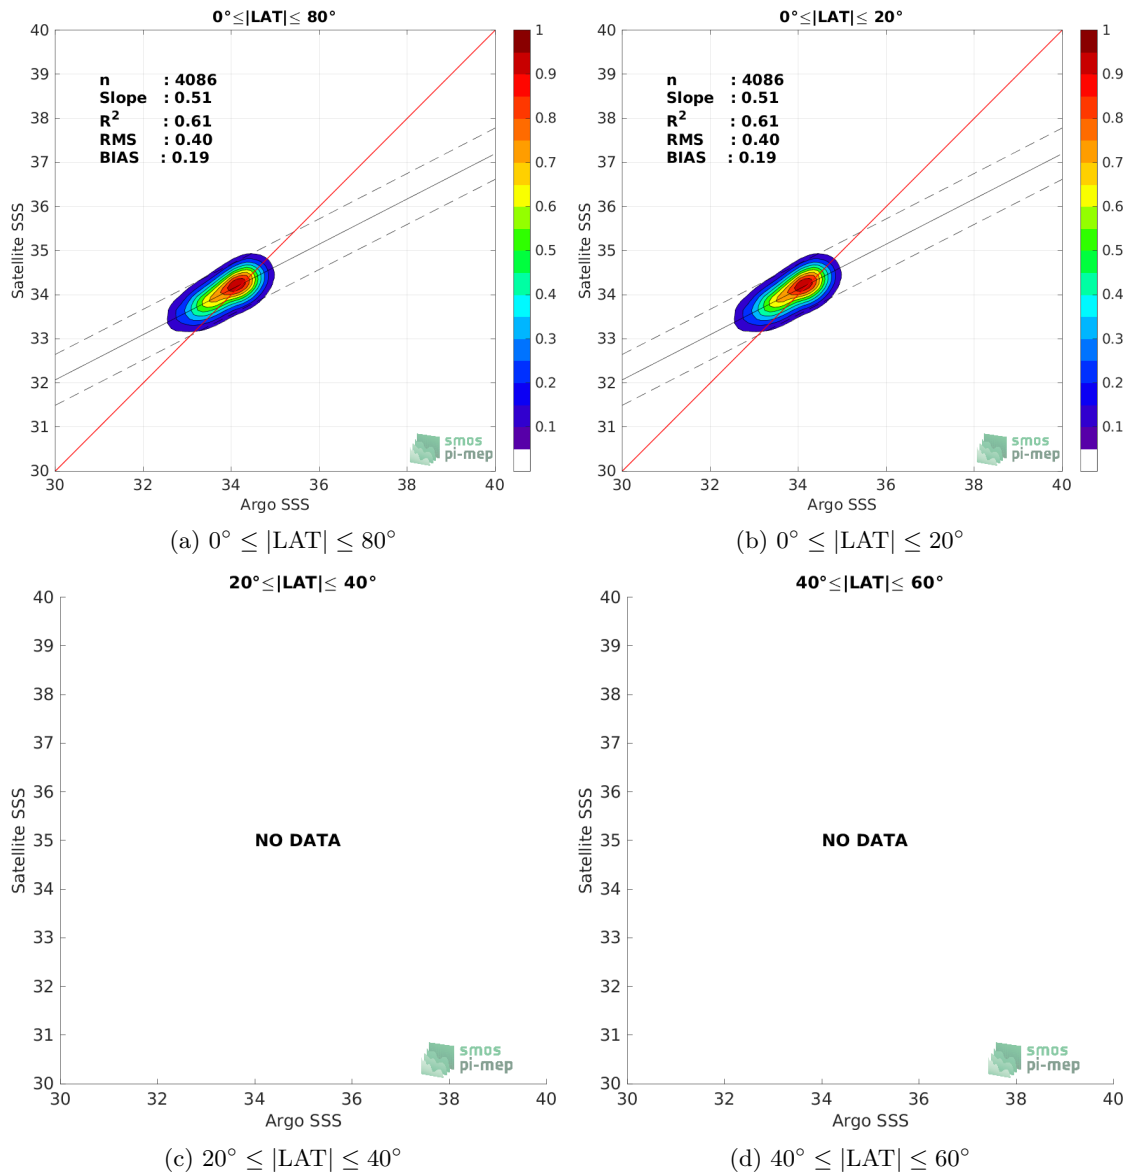 0°≤|LAT|≤ 80°
40
39
38
37
36
35
34
33
32
31
30
Satellite SSS
n : 4086
Slope : 0.51
R² : 0.61
RMS : 0.40
BIAS : 0.19
smos
pi-mep
30 32 34 36 38 40
Argo SSS
1
0.9
0.8
0.7
0.6
0.5
0.4
0.3
0.2
0.1
(a) 0° ≤ |LAT| ≤ 80°
0°≤|LAT|≤ 20°
40
39
38
37
36
35
34
33
32
31
30
Satellite SSS
n : 4086
Slope : 0.51
R² : 0.61
RMS : 0.40
BIAS : 0.19
smos
pi-mep
30 32 34 36 38 40
Argo SSS
1
0.9
0.8
0.7
0.6
0.5
0.4
0.3
0.2
0.1
(b) 0° ≤ |LAT| ≤ 20°
20°≤|LAT|≤ 40°
40
39
38
37
36
35
34
33
32
31
30
Satellite SSS
NO DATA
smos
pi-mep
30 32 34 36 38 40
Argo SSS
(c) 20° ≤ |LAT| ≤ 40°
40°≤|LAT|≤ 60°
40
39
38
37
36
35
34
33
32
31
30
Satellite SSS
NO DATA
smos
pi-mep
30 32 34 36 38 40
Argo SSS
(d) 40° ≤ |LAT| ≤ 60°